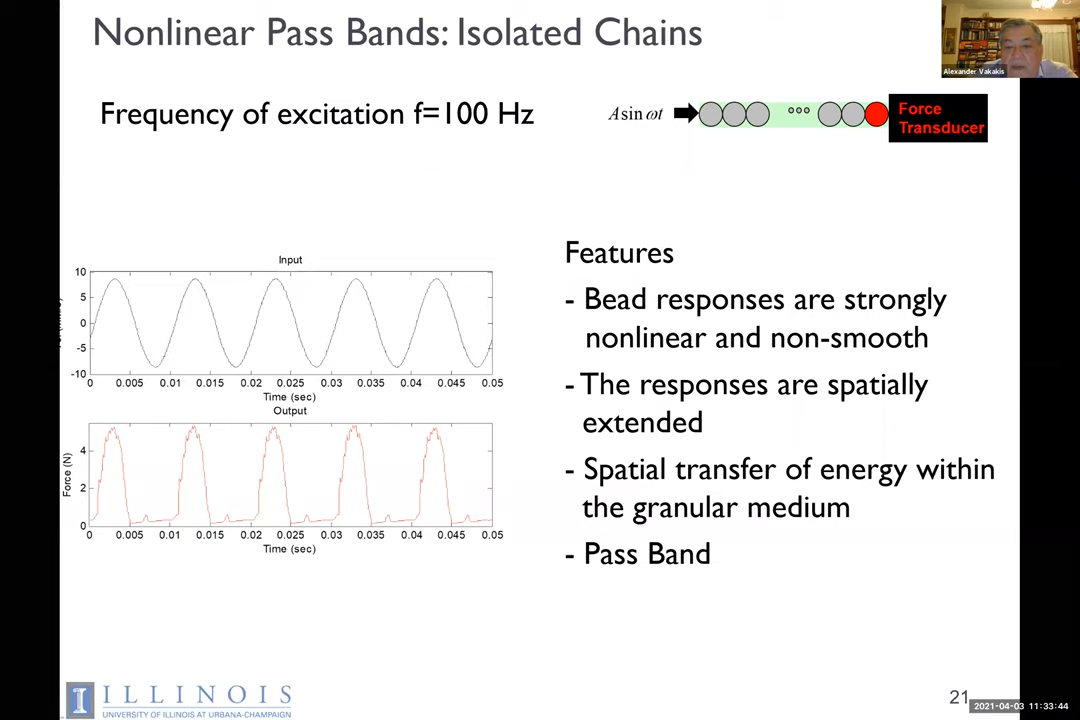 Nonlinear Pass Bands: Isolated Chains
Alexander Vakakis
Frequency of excitation f=100 Hz
A sin ωt
Force
Transducer
Input
10
5
0
-5
-10
0 0.005 0.01 0.015 0.02 0.025 0.03 0.035 0.04 0.045 0.05
Time (sec)
Output
Force (N)
4
2
0
0 0.005 0.01 0.015 0.02 0.025 0.03 0.035 0.04 0.045 0.05
Time (sec)
Features
- Bead responses are strongly
nonlinear and non-smooth
- The responses are spatially
extended
- Spatial transfer of energy within
the granular medium
- Pass Band
I ILLINOIS
UNIVERSITY OF ILLINOIS AT URBANA-CHAMPAIGN
21
2021-04-03 11:33:44